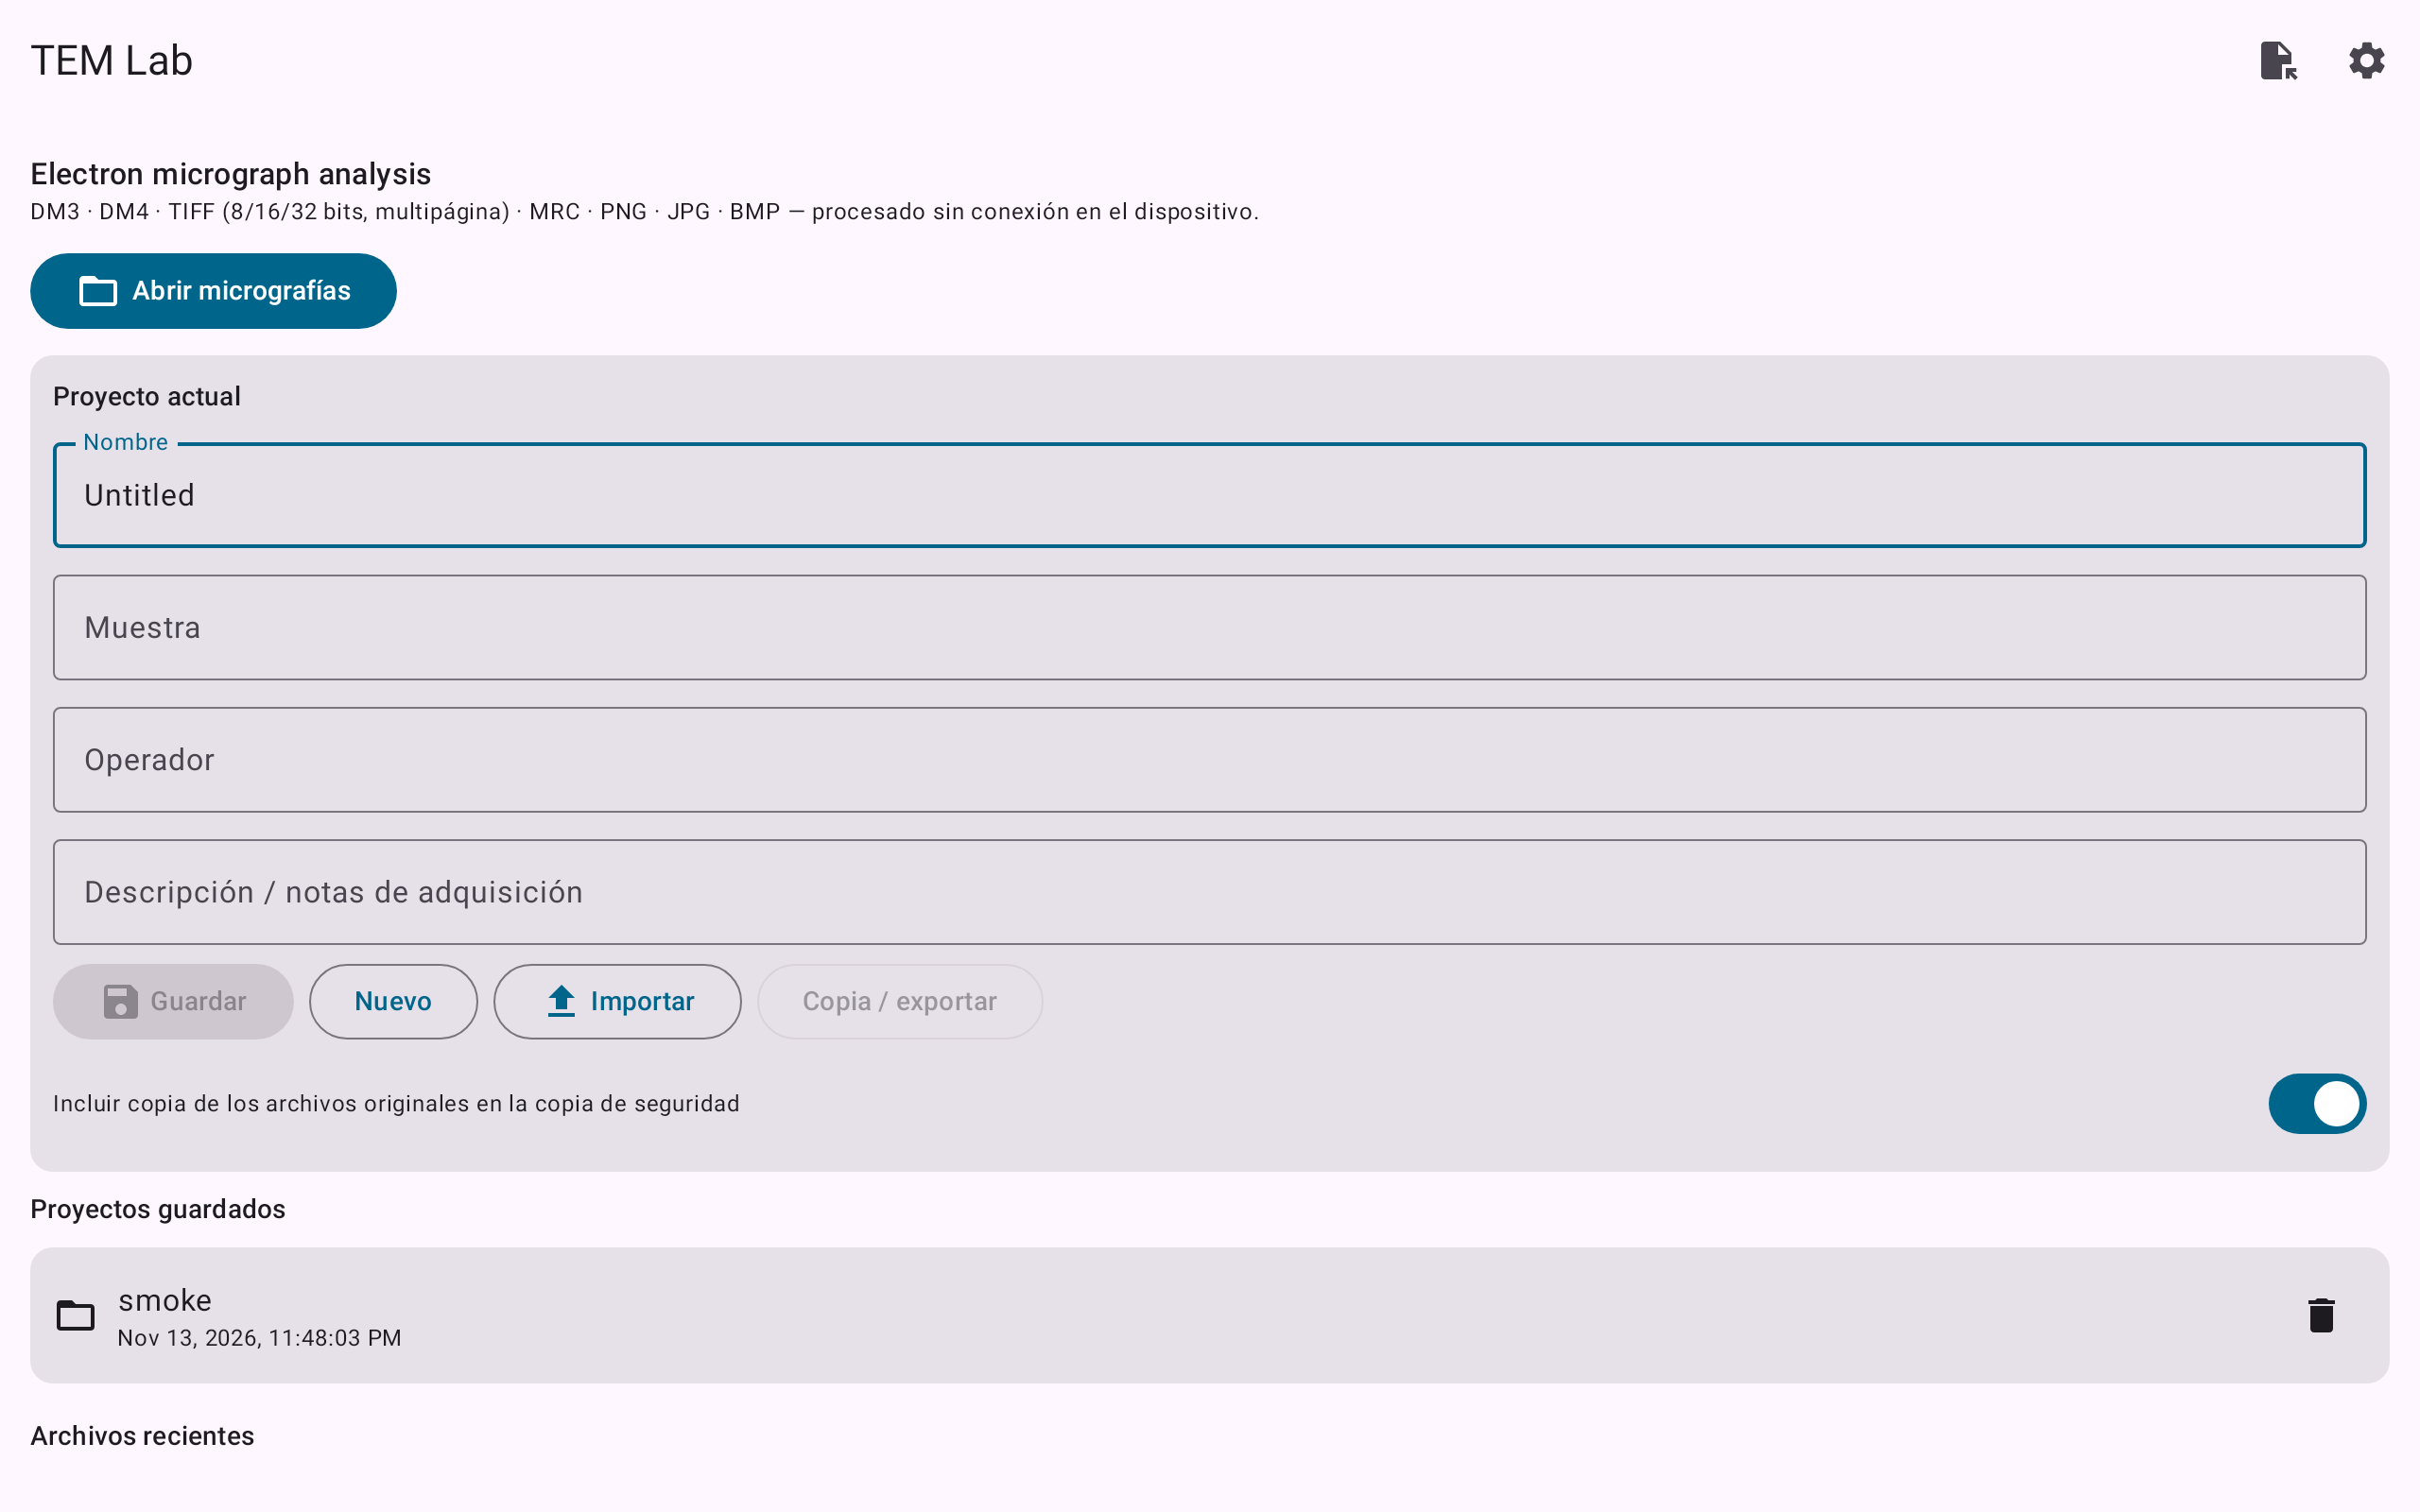 TEM Lab
Electron micrograph analysis
DM3 · DM4 · TIFF (8/16/32 bits, multipágina) · MRC · PNG · JPG · BMP — procesado sin conexión en el dispositivo.
Abrir micrografías
Proyecto actual
Nombre
Untitled
Muestra
Operador
Descripción / notas de adquisición
Guardar Nuevo Importar Copia / exportar
Incluir copia de los archivos originales en la copia de seguridad
Proyectos guardados
smoke
Nov 13, 2026, 11:48:03 PM
Archivos recientes